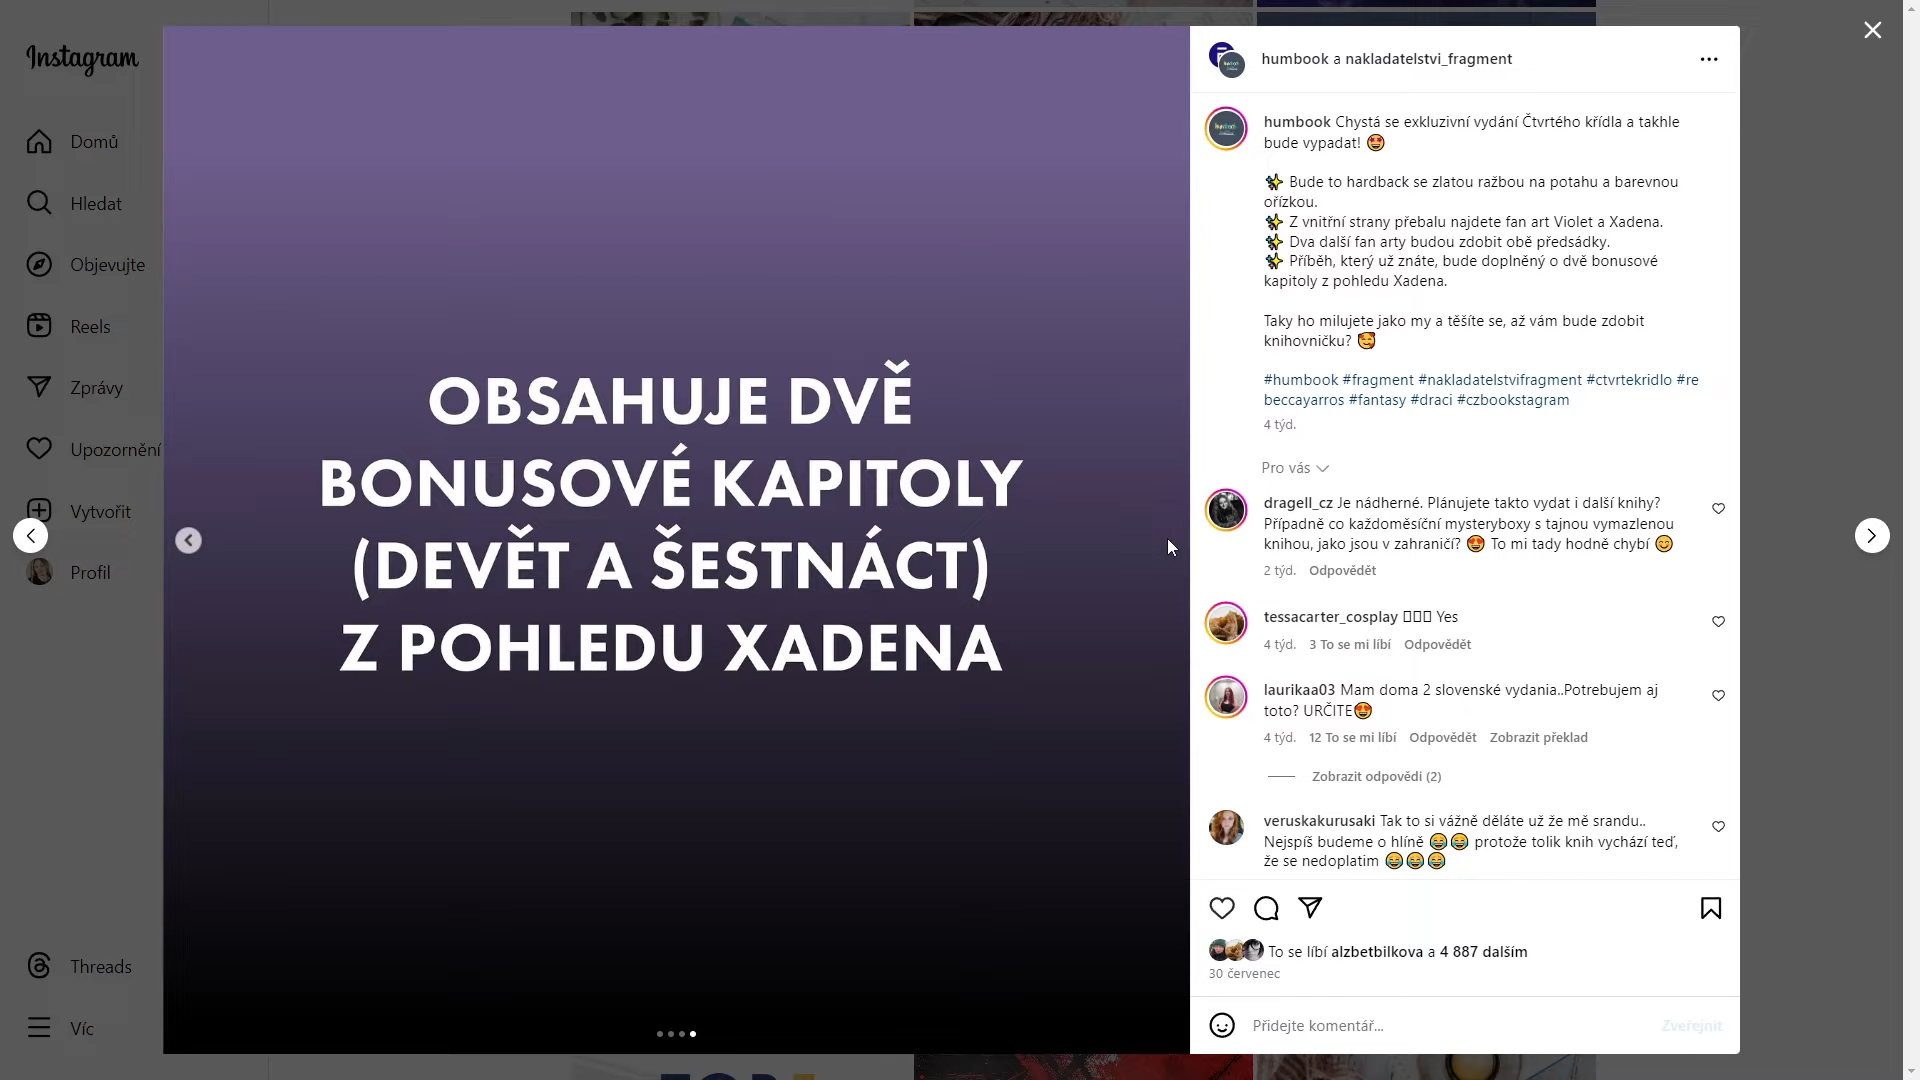 Instagram
Domů
Hledat
Objevujte
Reels
Zprávy
Upozornění
Vytvořit
Profil
Threads
Víc
OBSAHUJE DVĚ
BONUSOVÉ KAPITOLY
(DEVĚT A ŠESTNÁCT)
Z POHLEDU XADENA
humbook a nakladatelstvi_fragment
humbook Chystá se exkluzivní vydání Čtvrtého křídla a takhle
bude vypadat! 😍
✨ Bude to hardback se zlatou ražbou na potahu a barevnou
ořízkou.
✨ Z vnitřní strany přebalu najdete fan art Violet a Xadena.
✨ Dva další fan arty budou zdobit obě předsádky.
✨ Příběh, který už znáte, bude doplněný o dvě bonusové
kapitoly z pohledu Xadena.
Taky ho milujete jako my a těšíte se, až vám bude zdobit
knihovničku? 🥰
#humbook #fragment #nakladatelstvifragment #ctvrtekridlo #re
beccayarros #fantasy #draci #czbookstagram
4 týd.
Pro vás
dragell_cz Je nádherné. Plánujete takto vydat i další knihy?
Případně co každoměsíční mysteryboxy s tajnou vymazlenou
knihou, jako jsou v zahraničí? 😍 To mi tady hodně chybí 😊
2 týd. Odpovědět
tessacarter_cosplay Yes
4 týd. 3 To se mi líbí Odpovědět
laurikaa03 Mam doma 2 slovenské vydania..Potrebujem aj
toto? URČITE😍
4 týd. 12 To se mi líbí Odpovědět Zobrazit překlad
Zobrazit odpovědi (2)
veruskakurusaki Tak to si vážně děláte už že mě srandu..
Nejspíš budeme o hlíně 😂😂 protože tolik knih vychází teď,
že se nedoplatim 😂😂😂
To se líbí alzbetbilkova a 4 887 dalším
30 červenec
Přidejte komentář...
Zveřejnit